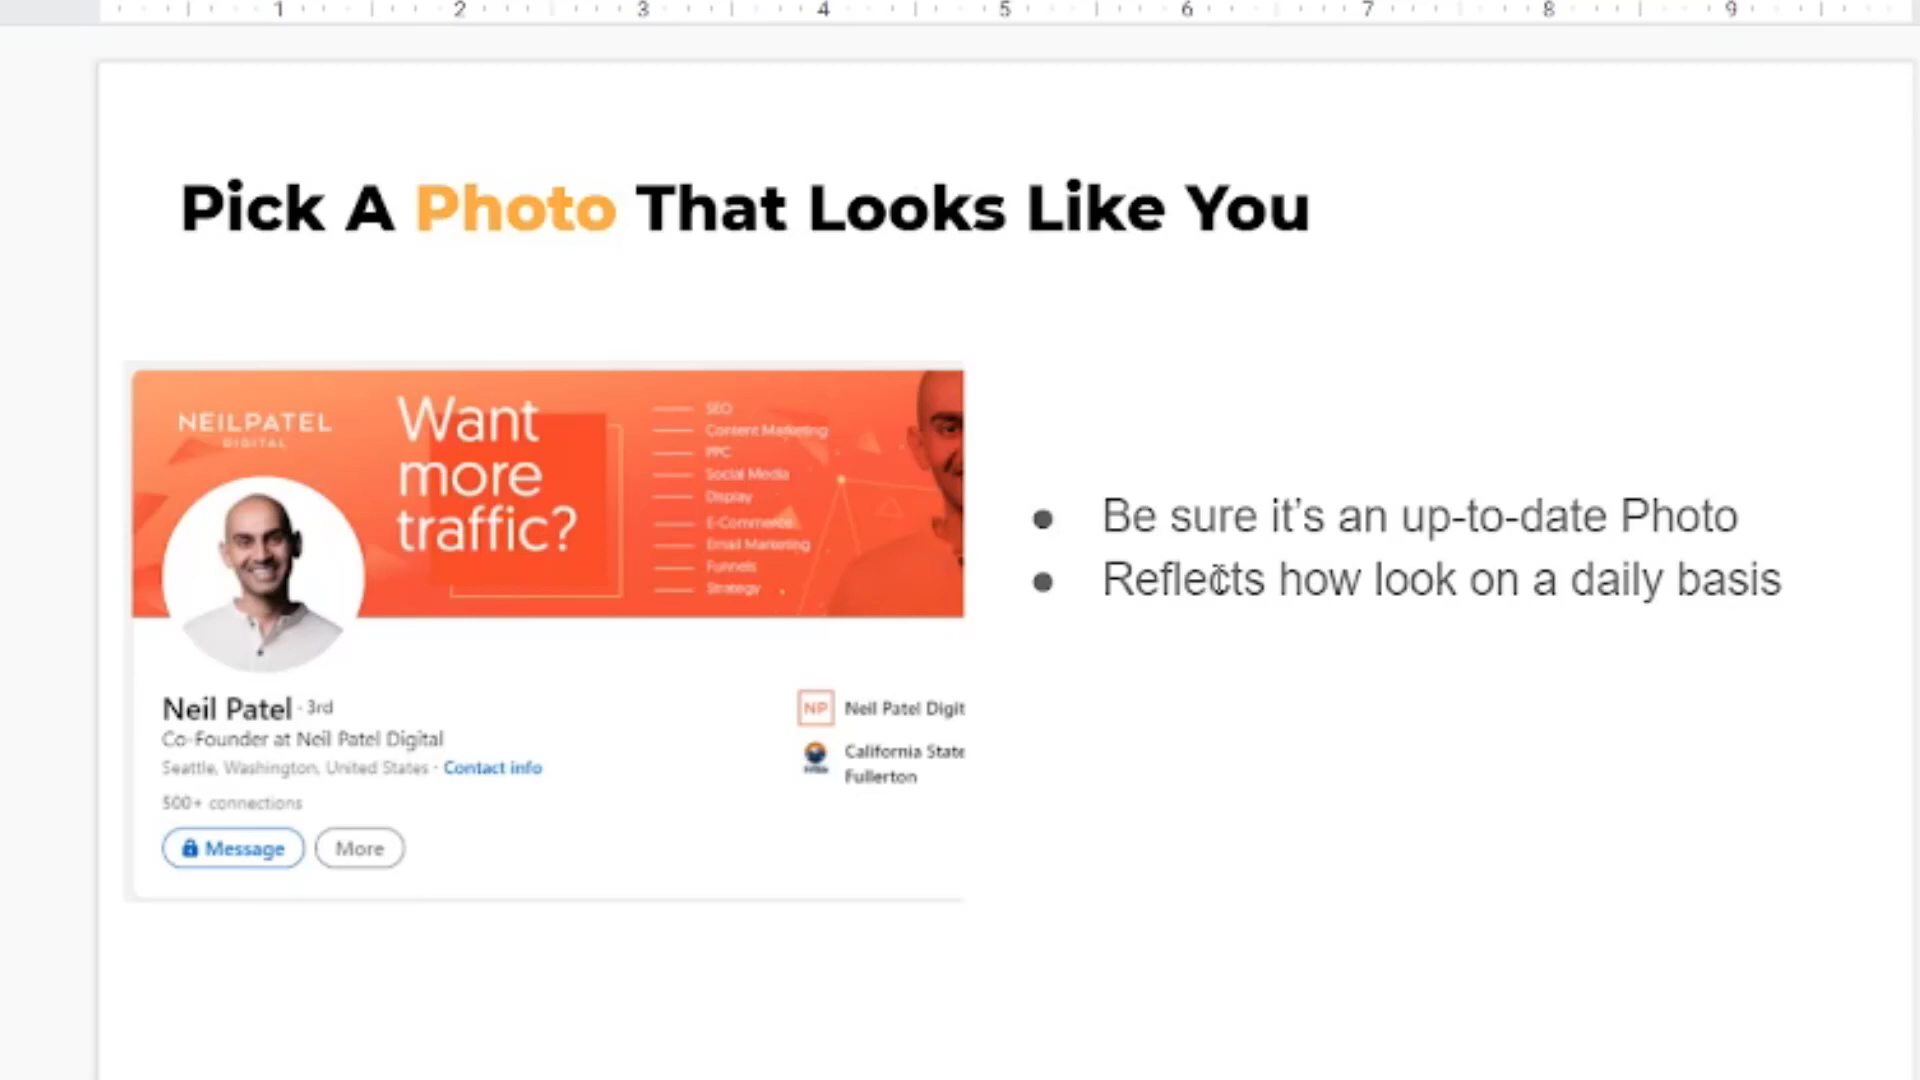 1 2 3 4 5 6 7 8 9
Pick A Photo That Looks Like You
NEILPATEL
DIGITAL
Want
more
traffic?
SEO
Content Marketing
PPC
Social Media
Display
E-Commerce
Email Marketing
Funnels
Strategy
Neil Patel · 3rd
Co-Founder at Neil Patel Digital
Seattle, Washington, United States · Contact info
500+ connections
Message
More
NP Neil Patel Digit
California State
Fullerton
● Be sure it’s an up-to-date Photo
● Reflects how look on a daily basis